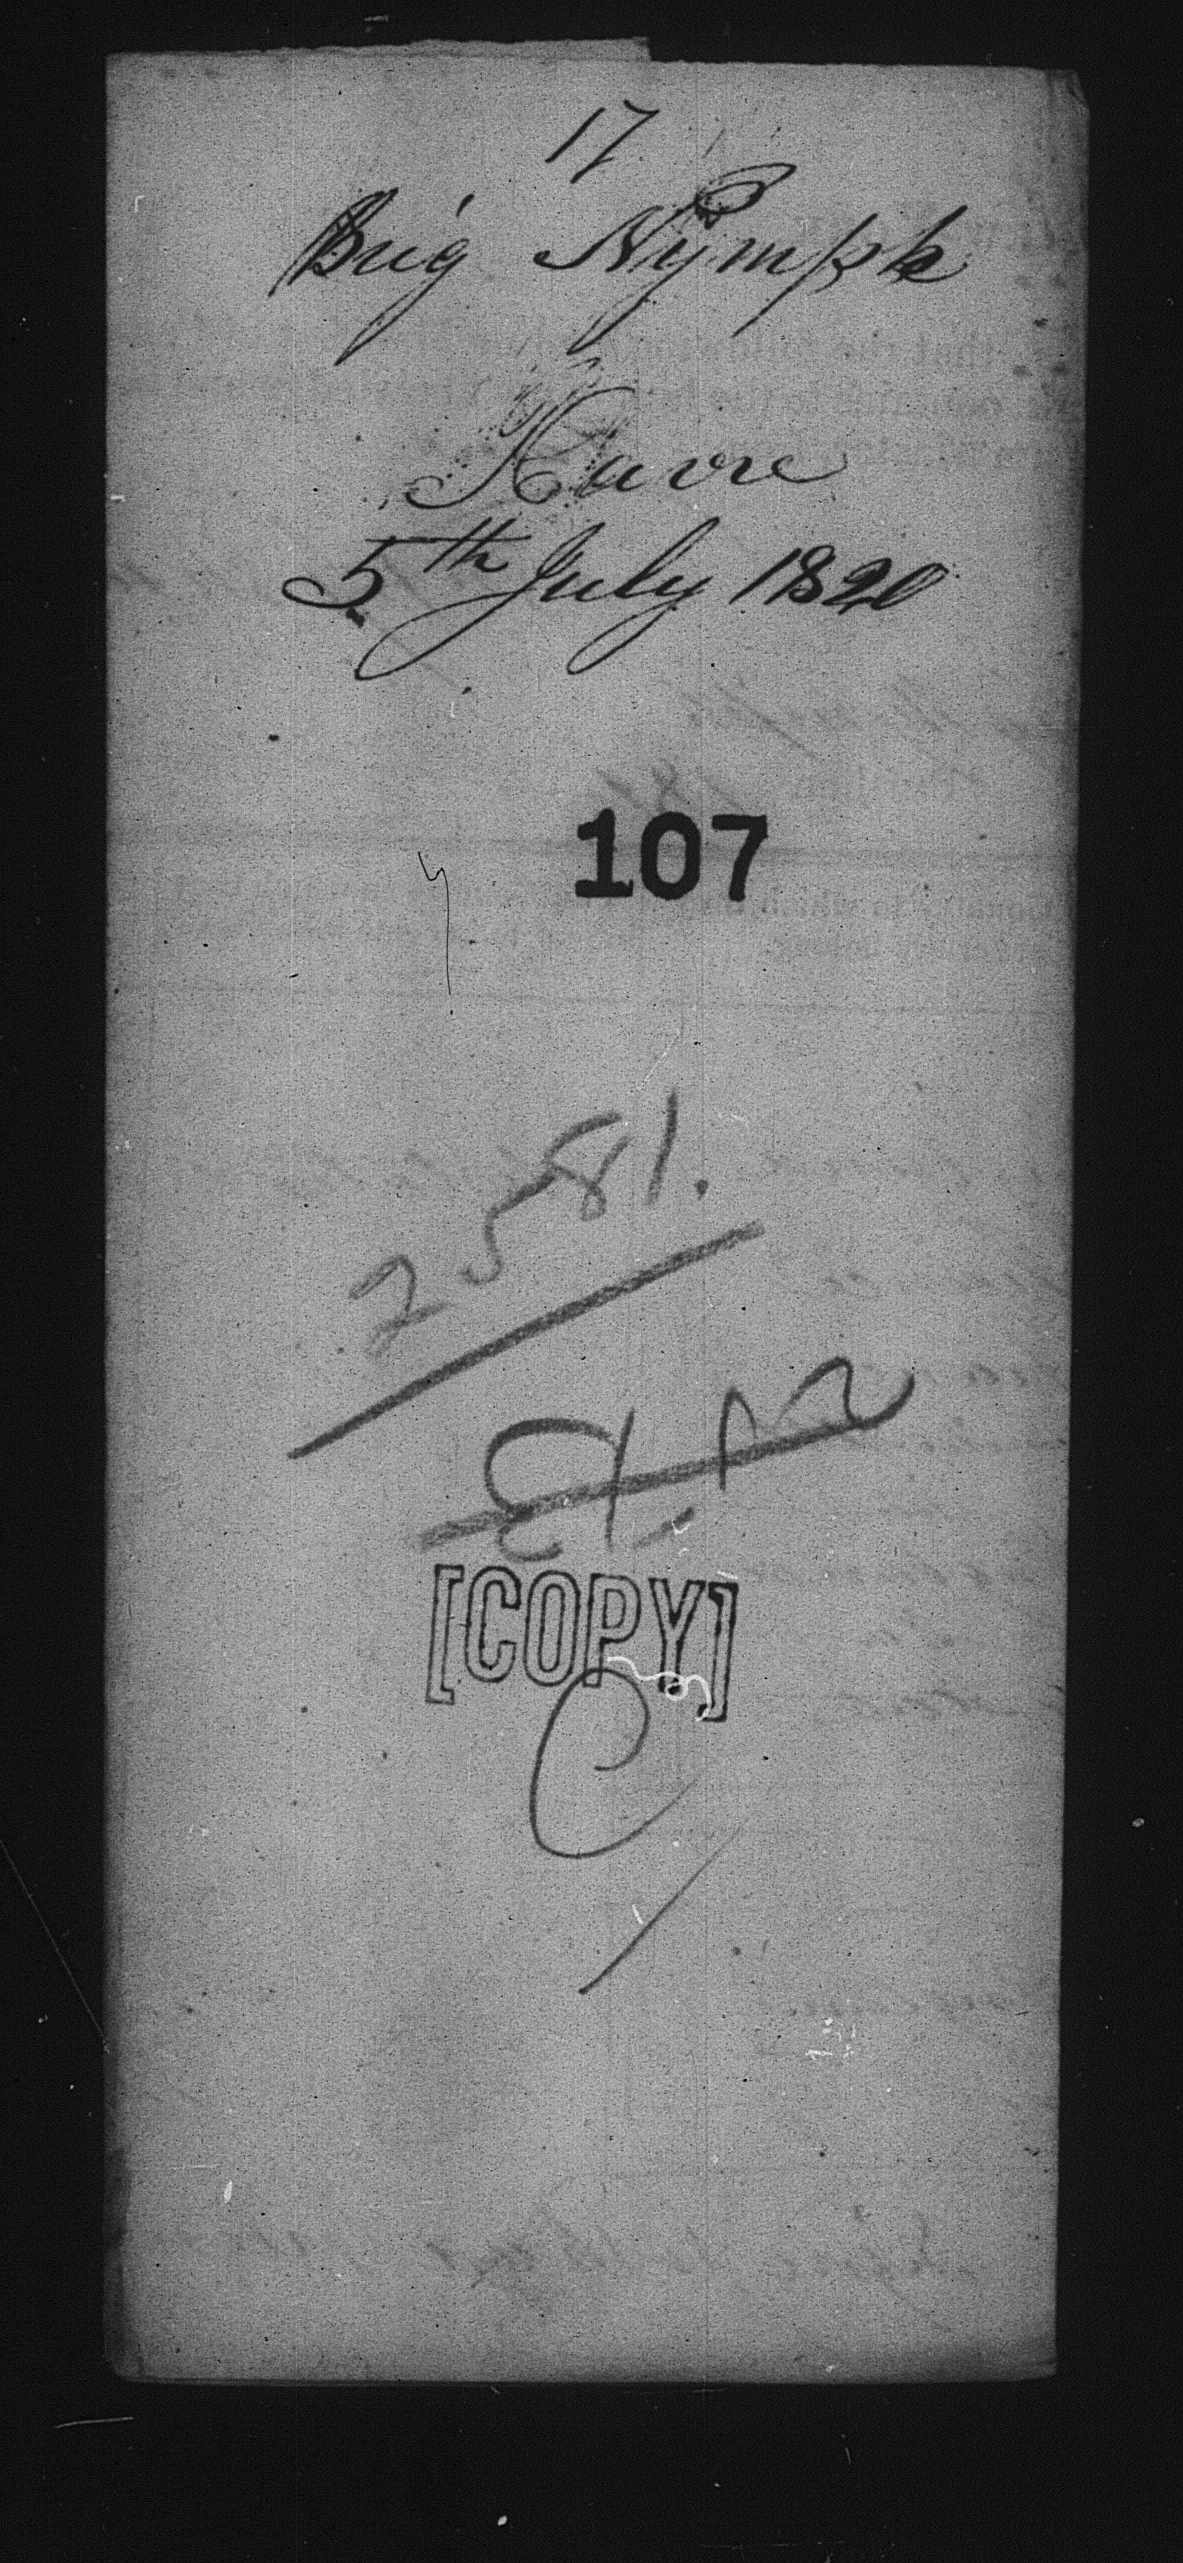 17
Brig Nymph
Havre
5th July 1820
107
2581.
[COPY]
C